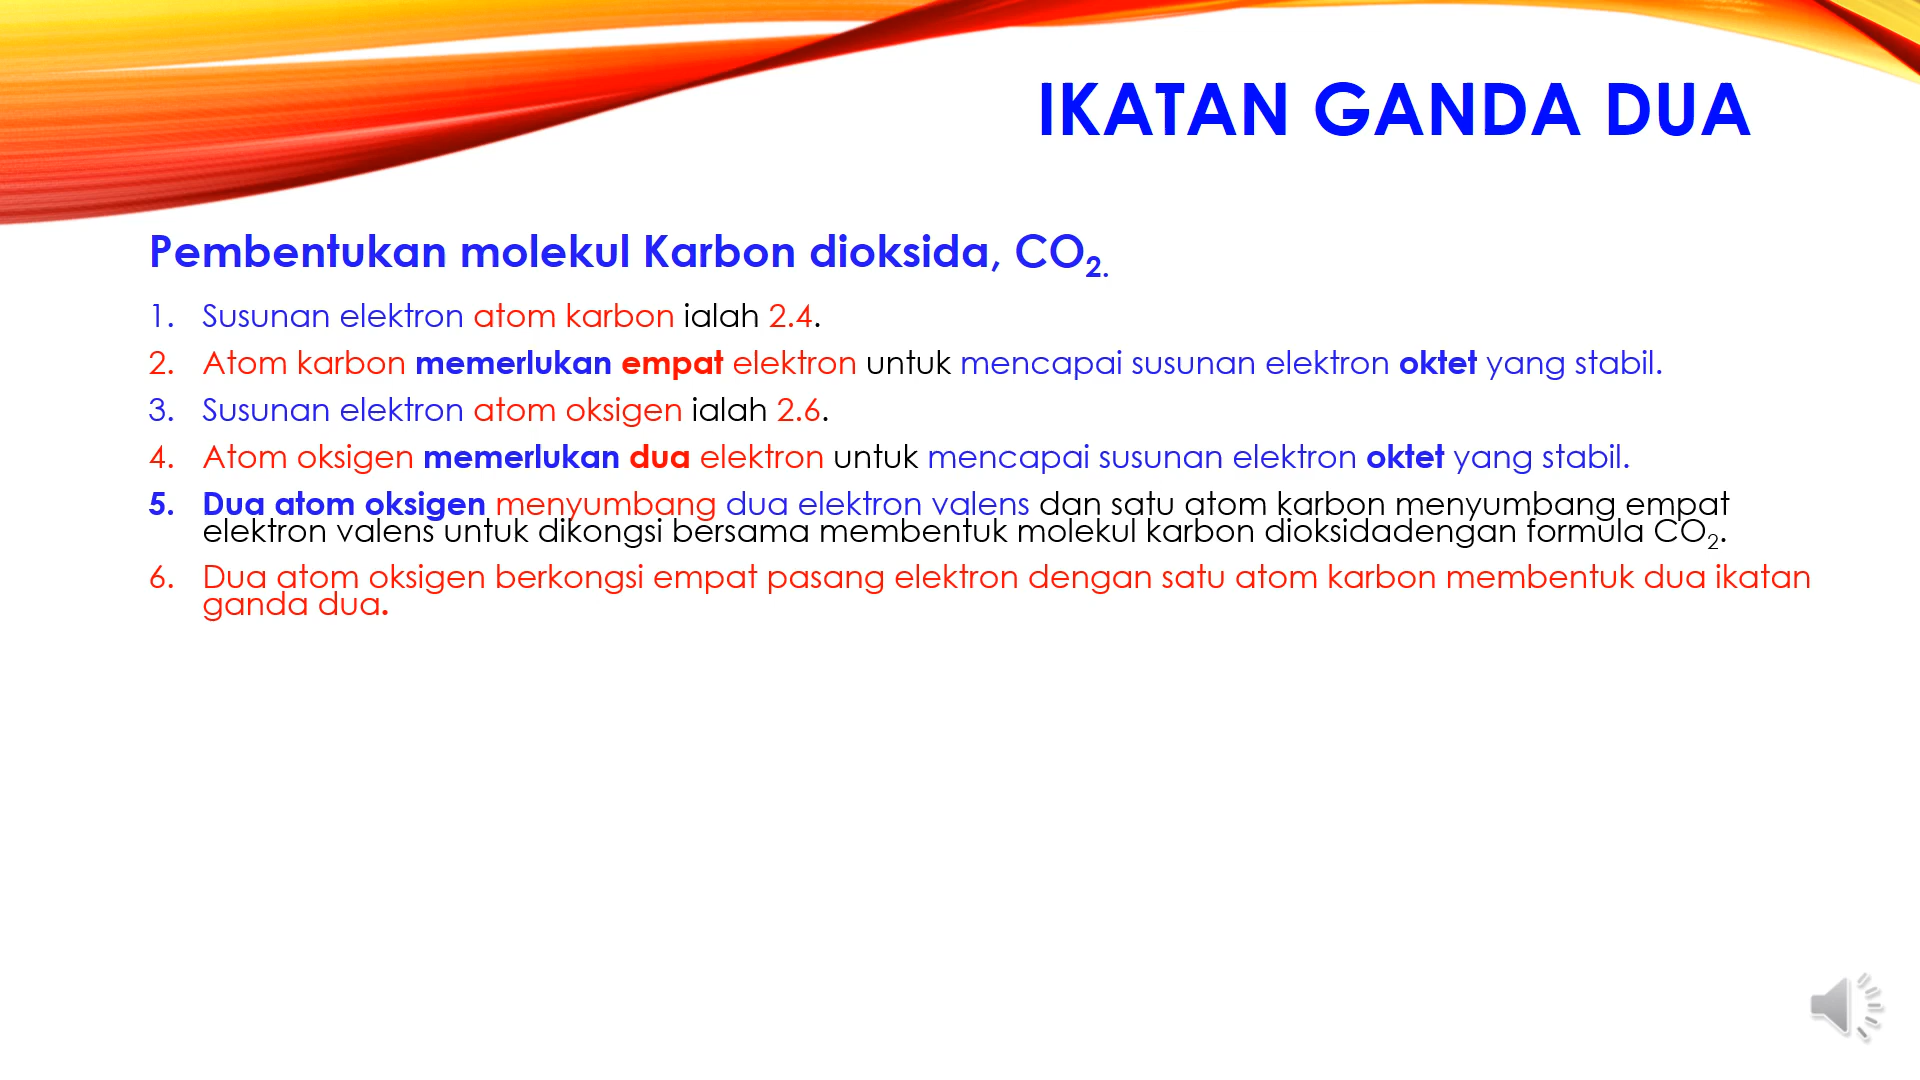 IKATAN GANDA DUA
Pembentukan molekul Karbon dioksida, CO₂.
1. Susunan elektron atom karbon ialah 2.4.
2. Atom karbon memerlukan empat elektron untuk mencapai susunan elektron oktet yang stabil.
3. Susunan elektron atom oksigen ialah 2.6.
4. Atom oksigen memerlukan dua elektron untuk mencapai susunan elektron oktet yang stabil.
5. Dua atom oksigen menyumbang dua elektron valens dan satu atom karbon menyumbang empat
elektron valens untuk dikongsi bersama membentuk molekul karbon dioksidadengan formula CO₂.
6. Dua atom oksigen berkongsi empat pasang elektron dengan satu atom karbon membentuk dua ikatan
ganda dua.